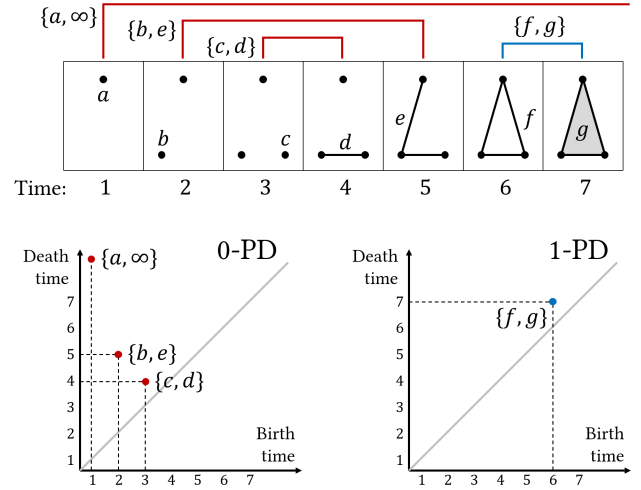 {a, ∞}
{b, e}
{c, d}
{f, g}
a
b
c
d
e
f
g
Time: 1 2 3 4 5 6 7
Death time
0-PD
{a, ∞}
7
6
5
4
3
2
1
{b, e}
{c, d}
Birth time
1 2 3 4 5 6 7
Death time
1-PD
7
6
5
4
3
2
1
{f, g}
Birth time
1 2 3 4 5 6 7